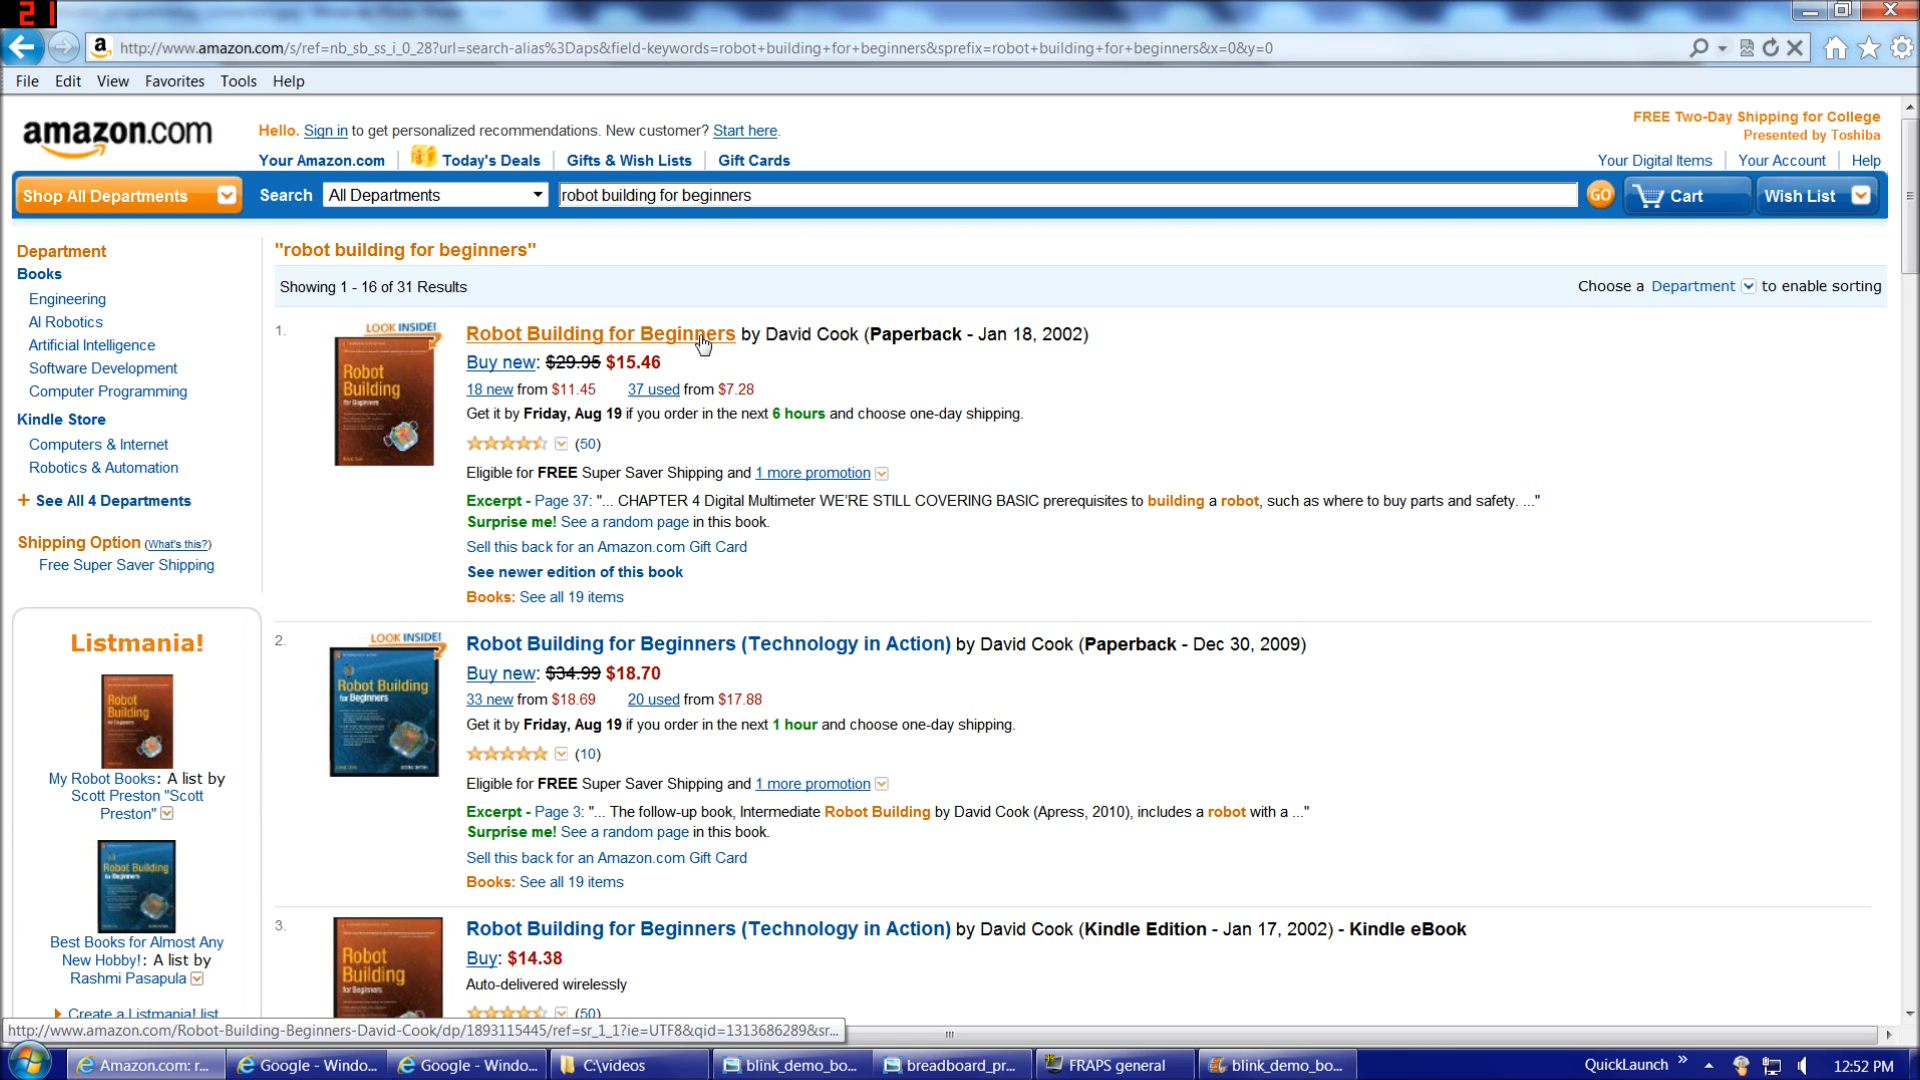 21
http://www.amazon.com/s/ref=nb_sb_ss_i_0_28?url=search-alias%3Daps&field-keywords=robot+building+for+beginners&sprefix=robot+building+for+beginners&x=0&y=0
File Edit View Favorites Tools Help
amazon.com
Hello. Sign in to get personalized recommendations. New customer? Start here.
FREE Two-Day Shipping for College
Presented by Toshiba
Your Amazon.com Today's Deals Gifts & Wish Lists Gift Cards
Your Digital Items Your Account Help
Shop All Departments Search All Departments robot building for beginners GO Cart Wish List
Department
Books
Engineering
AI Robotics
Artificial Intelligence
Software Development
Computer Programming
Kindle Store
Computers & Internet
Robotics & Automation
+ See All 4 Departments
Shipping Option (What's this?)
Free Super Saver Shipping
Listmania!
Robot
Building
for Beginners
My Robot Books: A list by
Scott Preston "Scott
Preston"
Robot Building
for Beginners
Best Books for Almost Any
New Hobby!: A list by
Rashmi Pasapula
Create a Listmania! list
"robot building for beginners"
Showing 1 - 16 of 31 Results
Choose a Department to enable sorting
1.
LOOK INSIDE!
Robot
Building
for Beginners
Robot Building for Beginners by David Cook (Paperback - Jan 18, 2002)
Buy new: $29.95 $15.46
18 new from $11.45 37 used from $7.28
Get it by Friday, Aug 19 if you order in the next 6 hours and choose one-day shipping.
(50)
Eligible for FREE Super Saver Shipping and 1 more promotion
Excerpt - Page 37: "... CHAPTER 4 Digital Multimeter WE'RE STILL COVERING BASIC prerequisites to building a robot, such as where to buy parts and safety. ..."
Surprise me! See a random page in this book.
Sell this back for an Amazon.com Gift Card
See newer edition of this book
Books: See all 19 items
2.
LOOK INSIDE!
Robot Building
for Beginners
Robot Building for Beginners (Technology in Action) by David Cook (Paperback - Dec 30, 2009)
Buy new: $34.99 $18.70
33 new from $18.69 20 used from $17.88
Get it by Friday, Aug 19 if you order in the next 1 hour and choose one-day shipping.
(10)
Eligible for FREE Super Saver Shipping and 1 more promotion
Excerpt - Page 3: "... The follow-up book, Intermediate Robot Building by David Cook (Apress, 2010), includes a robot with a ..."
Surprise me! See a random page in this book.
Sell this back for an Amazon.com Gift Card
Books: See all 19 items
3.
Robot
Building
for Beginners
Robot Building for Beginners (Technology in Action) by David Cook (Kindle Edition - Jan 17, 2002) - Kindle eBook
Buy: $14.38
Auto-delivered wirelessly
(50)
http://www.amazon.com/Robot-Building-Beginners-David-Cook/dp/1893115445/ref=sr_1_1?ie=UTF8&qid=1313686289&sr...
Amazon.com: r... Google - Windo... Google - Windo... C:\videos blink_demo_bo... breadboard_pr... FRAPS general blink_demo_bo... QuickLaunch 12:52 PM